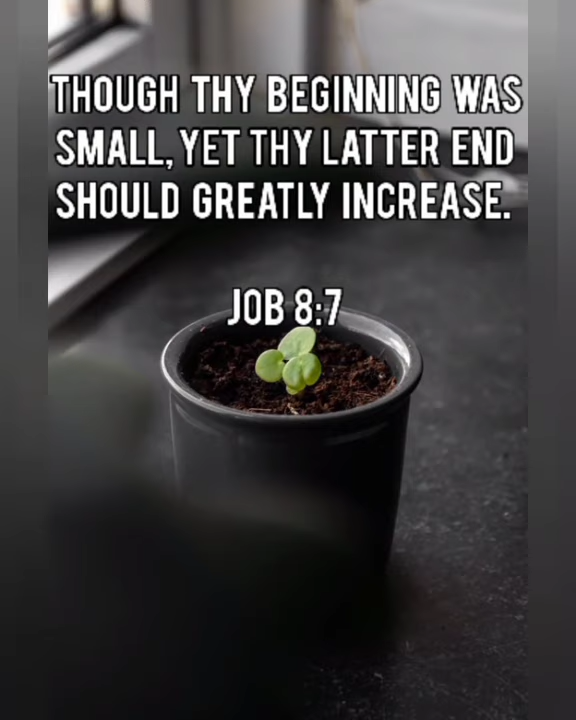 THOUGH THY BEGINNING WAS
SMALL, YET THY LATTER END
SHOULD GREATLY INCREASE.
JOB 8:7